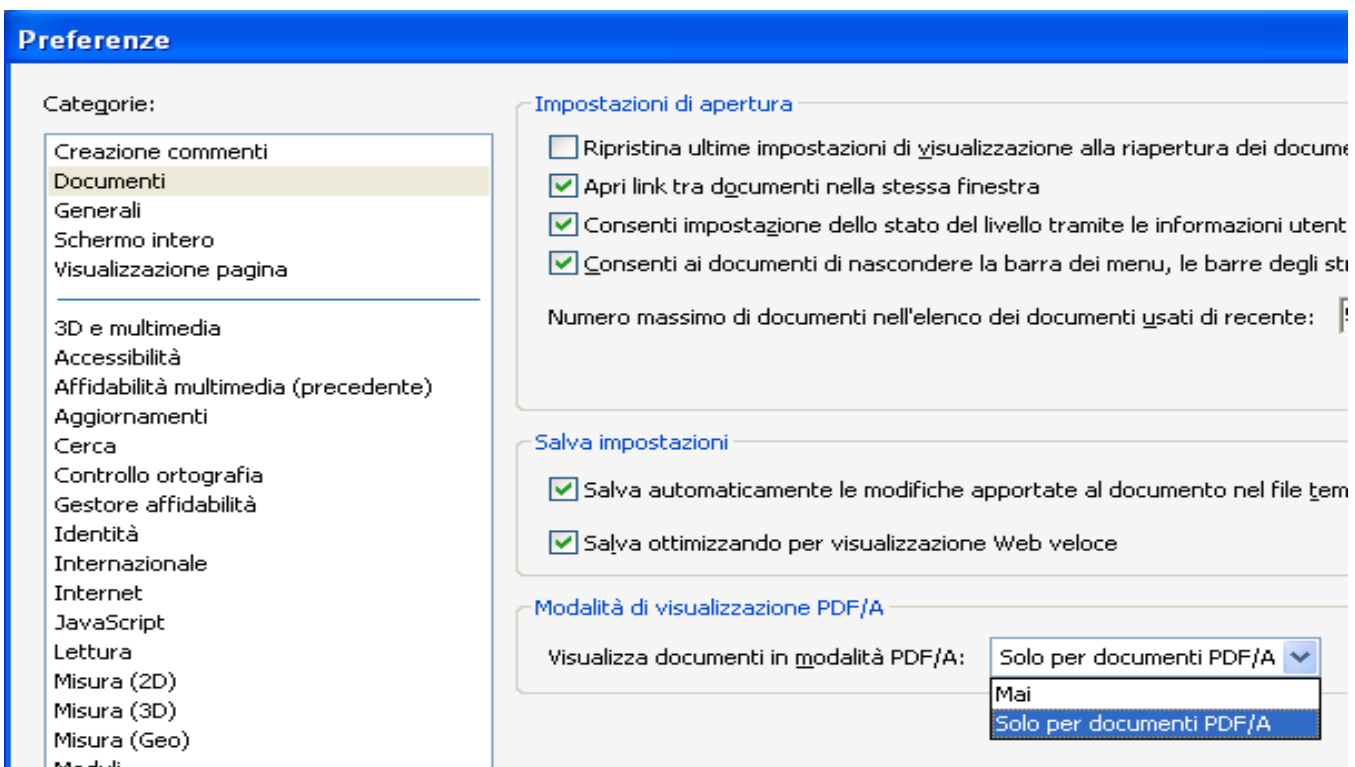 Preferenze
Categorie:
Creazione commenti
Documenti
Generali
Schermo intero
Visualizzazione pagina
3D e multimedia
Accessibilità
Affidabilità multimedia (precedente)
Aggiornamenti
Cerca
Controllo ortografia
Gestore affidabilità
Identità
Internazionale
Internet
JavaScript
Lettura
Misura (2D)
Misura (3D)
Misura (Geo)
Impostazioni di apertura
Ripristina ultime impostazioni di visualizzazione alla riapertura dei docume
Apri link tra documenti nella stessa finestra
Consenti impostazione dello stato del livello tramite le informazioni utent
Consenti ai documenti di nascondere la barra dei menu, le barre degli str
Numero massimo di documenti nell'elenco dei documenti usati di recente:
Salva impostazioni
Salva automaticamente le modifiche apportate al documento nel file tem
Salva ottimizzando per visualizzazione Web veloce
Modalità di visualizzazione PDF/A
Visualizza documenti in modalità PDF/A: Solo per documenti PDF/A
Mai
Solo per documenti PDF/A